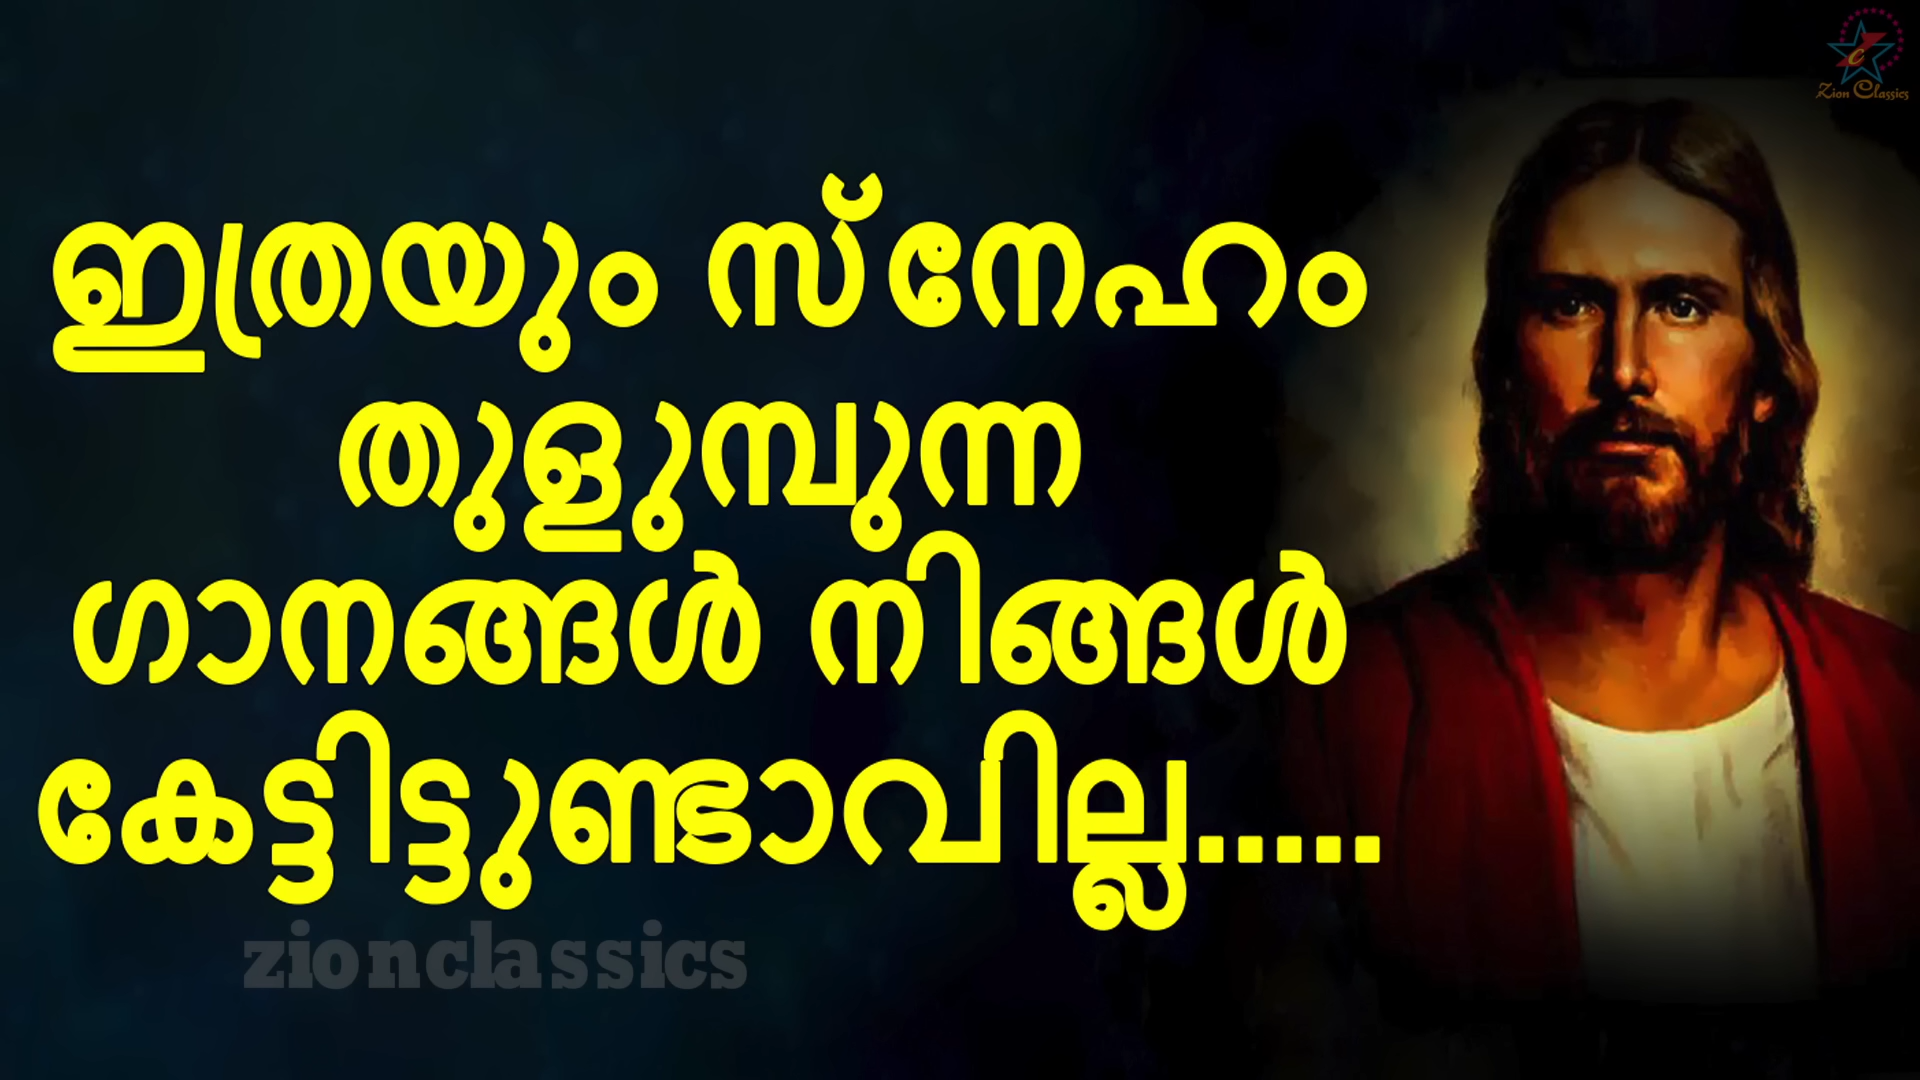 Zion Classics
ഇത്രയും സ്നേഹം
തുളുമ്പുന്ന
ഗാനങ്ങൾ നിങ്ങൾ
കേട്ടിട്ടുണ്ടാവില്ല.....
zionclassics